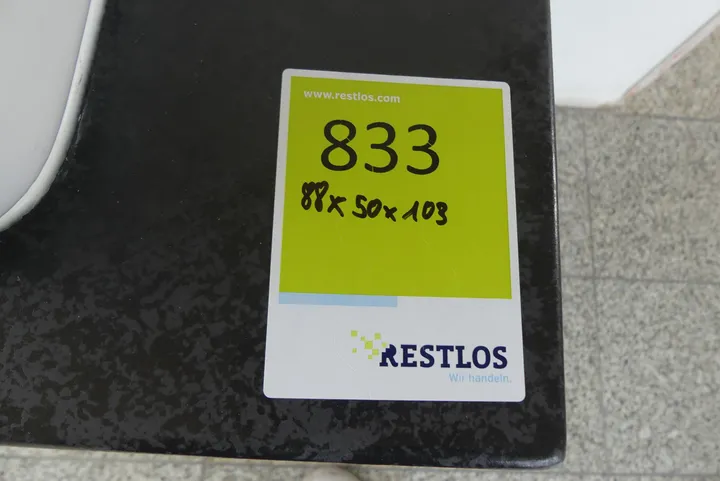 www.restlos.com
833
88x50x103
RESTLOS
Wir handeln.